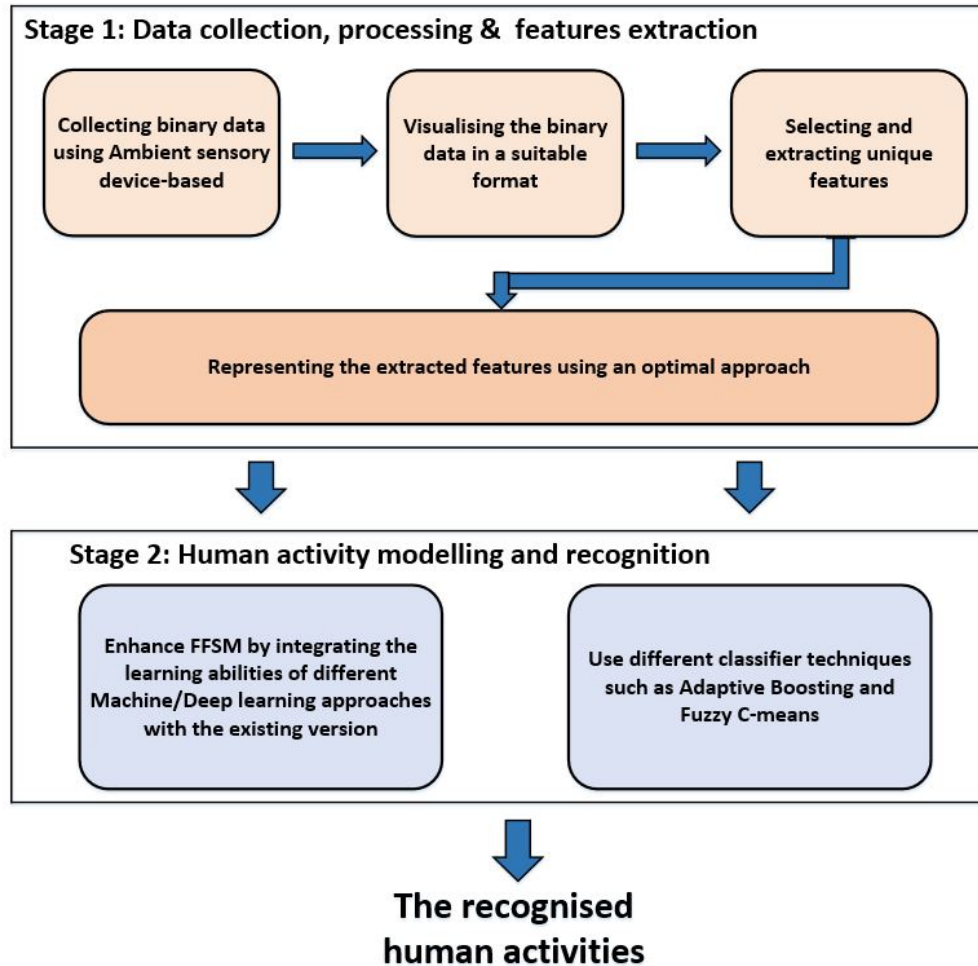 Stage 1: Data collection, processing & features extraction
Collecting binary data
using Ambient sensory
device-based
Visualising the binary
data in a suitable
format
Selecting and
extracting unique
features
Representing the extracted features using an optimal approach
Stage 2: Human activity modelling and recognition
Enhance FFSM by integrating the
learning abilities of different
Machine/Deep learning approaches
with the existing version
Use different classifier techniques
such as Adaptive Boosting and
Fuzzy C-means
The recognised
human activities